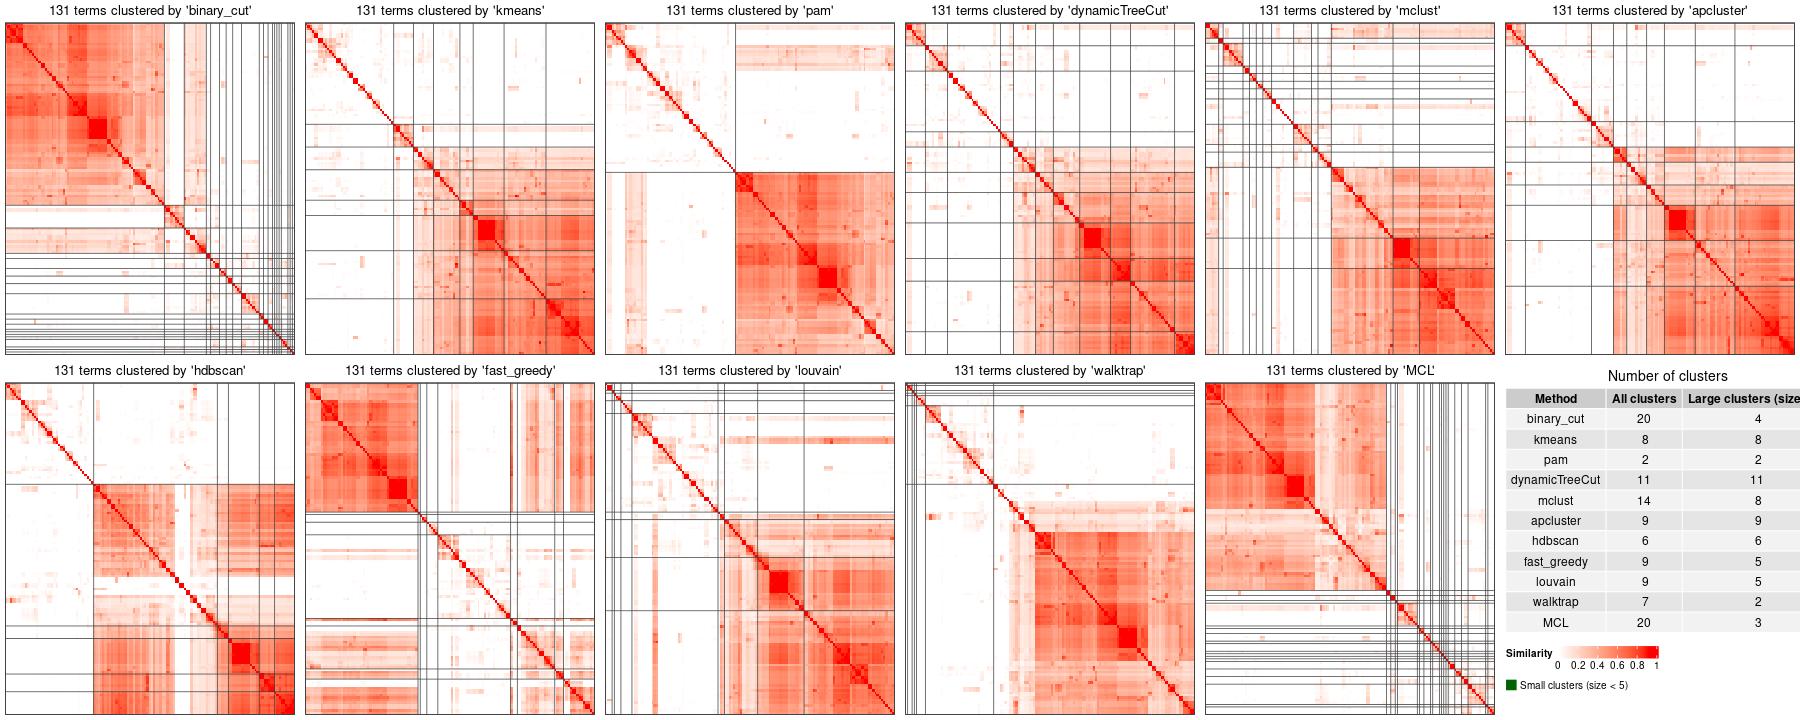 131 terms clustered by 'binary_cut'
131 terms clustered by 'kmeans'
131 terms clustered by 'pam'
131 terms clustered by 'dynamicTreeCut'
131 terms clustered by 'mclust'
131 terms clustered by 'apcluster'
131 terms clustered by 'hdbscan'
131 terms clustered by 'fast_greedy'
131 terms clustered by 'louvain'
131 terms clustered by 'walktrap'
131 terms clustered by 'MCL'
Number of clusters
Method All clusters Large clusters (size
binary_cut 20 4
kmeans 8 8
pam 2 2
dynamicTreeCut 11 11
mclust 14 8
apcluster 9 9
hdbscan 6 6
fast_greedy 9 5
louvain 9 5
walktrap 7 2
MCL 20 3
Similarity
0 0.2 0.4 0.6 0.8 1
Small clusters (size < 5)